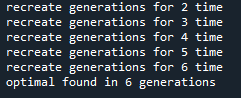 recreate generations for 2 time
recreate generations for 3 time
recreate generations for 4 time
recreate generations for 5 time
recreate generations for 6 time
optimal found in 6 generations